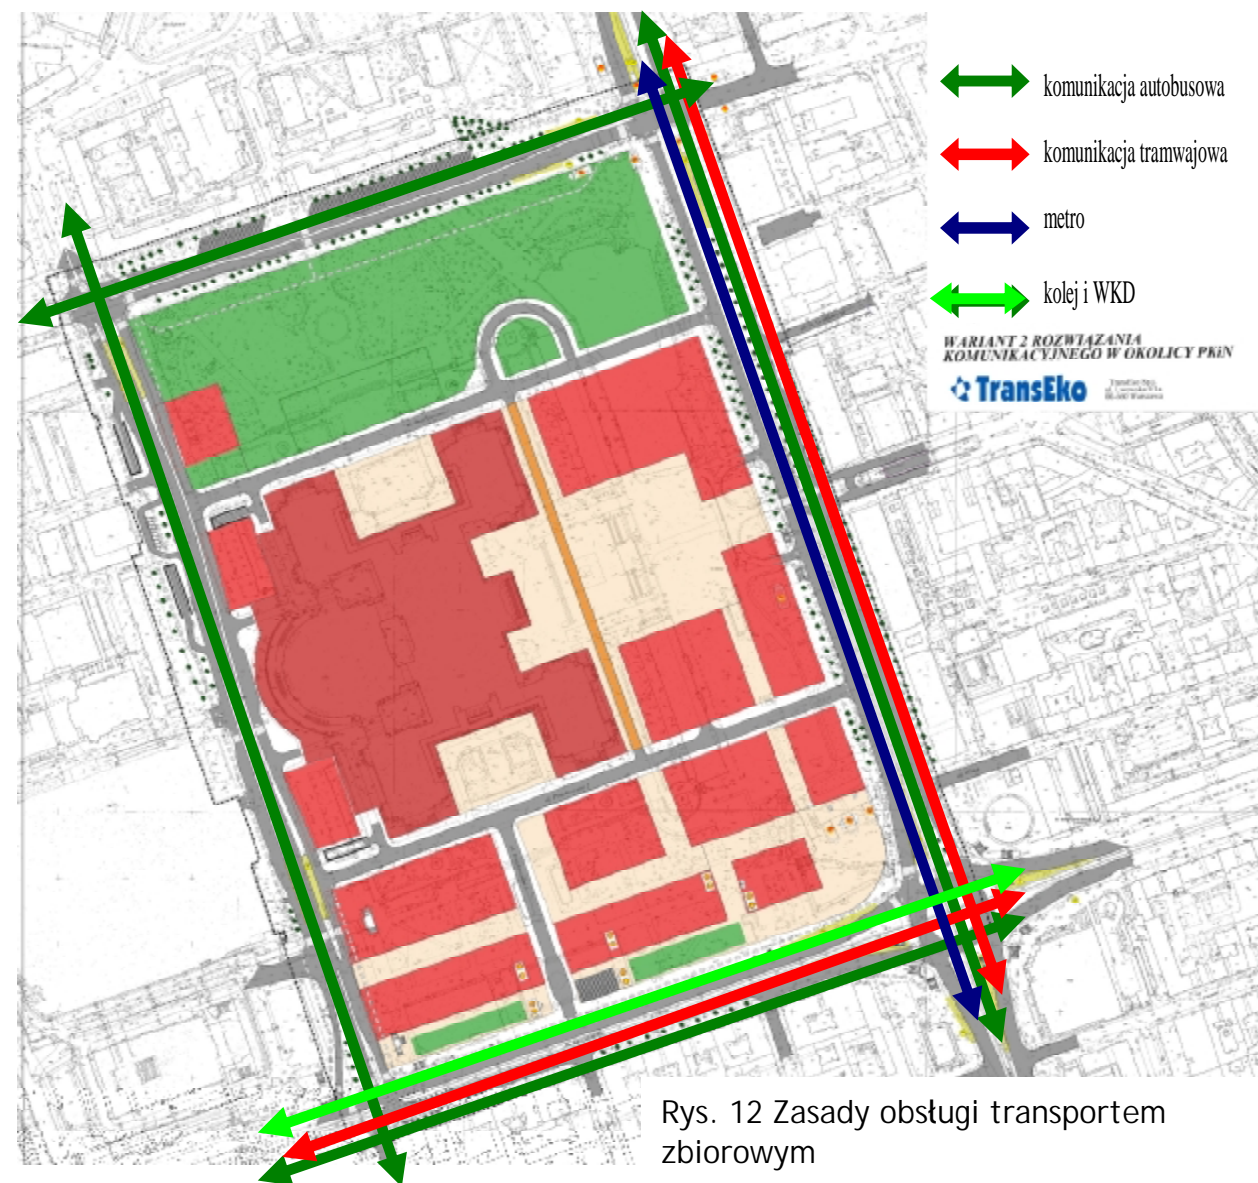 komunikacja autobusowa
komunikacja tramwajowa
metro
kolej i WKD
WARIANT 2 ROZWIĄZANIA
KOMUNIKACYJNEGO W OKOLICY PKiN
TransEko
Rys. 12 Zasady obsługi transportem
zbiorowym